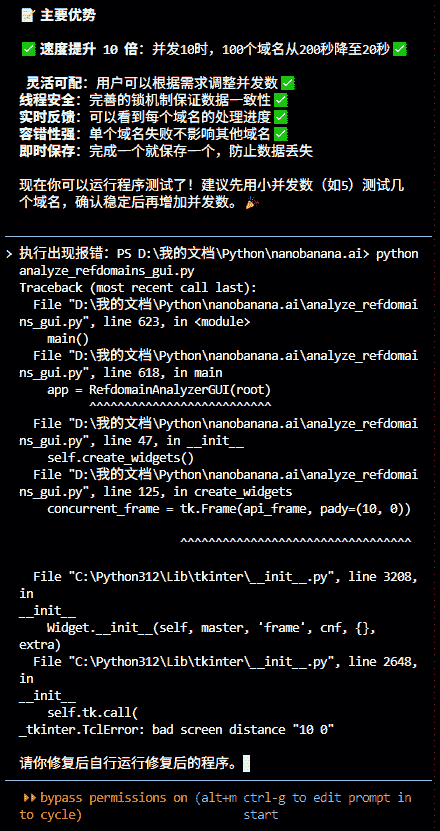 📝 主要优势
✅ 速度提升 10 倍：并发10时，100个域名从200秒降至20秒✅
灵活可配：用户可以根据需求调整并发数✅
线程安全：完善的锁机制保证数据一致性✅
实时反馈：可以看到每个域名的处理进度✅
容错性强：单个域名失败不影响其他域名✅
即时保存：完成一个就保存一个，防止数据丢失
现在你可以运行程序测试了！建议先用小并发数（如5）测试几
个域名，确认稳定后再增加并发数。🎉
> 执行出现报错：PS D:\我的文档\Python\nanobanana.ai> python
analyze_refdomains_gui.py
Traceback (most recent call last):
  File "D:\我的文档\Python\nanobanana.ai\analyze_refdomai
ns_gui.py", line 623, in <module>
    main()
  File "D:\我的文档\Python\nanobanana.ai\analyze_refdomai
ns_gui.py", line 618, in main
    app = RefdomainAnalyzerGUI(root)
          ^^^^^^^^^^^^^^^^^^^^^^^^^^
  File "D:\我的文档\Python\nanobanana.ai\analyze_refdomai
ns_gui.py", line 47, in __init__
    self.create_widgets()
  File "D:\我的文档\Python\nanobanana.ai\analyze_refdomai
ns_gui.py", line 125, in create_widgets
    concurrent_frame = tk.Frame(api_frame, pady=(10, 0))
                       ^^^^^^^^^^^^^^^^^^^^^^^^^^^^^^^^^
  File "C:\Python312\Lib\tkinter\__init__.py", line 3208,
in
__init__
    Widget.__init__(self, master, 'frame', cnf, {},
extra)
  File "C:\Python312\Lib\tkinter\__init__.py", line 2648,
in
__init__
    self.tk.call(
_tkinter.TclError: bad screen distance "10 0"
请你修复后自行运行修复后的程序。
⏵⏵bypass permissions on (alt+m ctrl-g to edit prompt in
to cycle) start